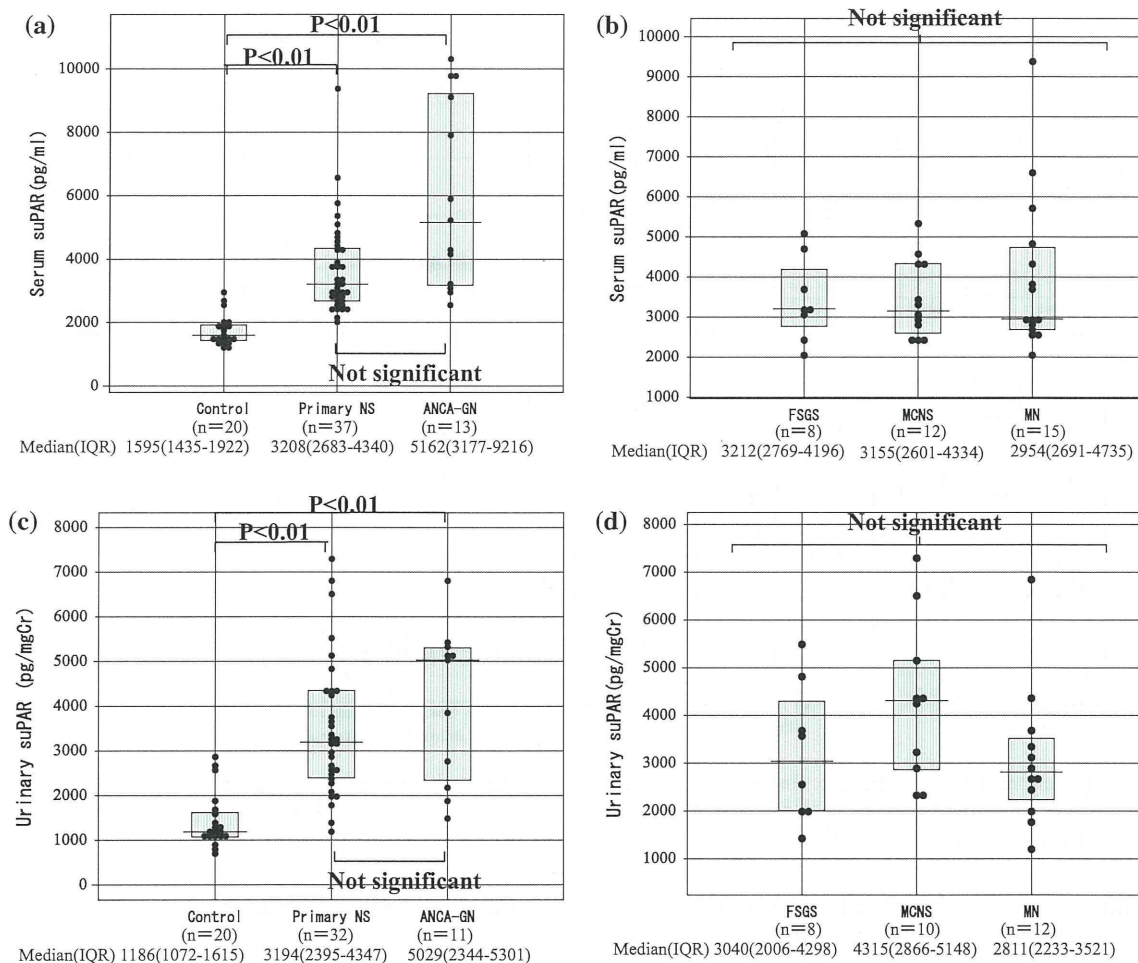 (a)
P<0.01
P<0.01
10000
8000
6000
4000
2000
0
Serum suPAR(pg/ml)
Not significant
Control Primary NS ANCA-GN
(n=20) (n=37) (n=13)
Median(IQR) 1595(1435-1922) 3208(2683-4340) 5162(3177-9216)
(b)
Not significant
10000
9000
8000
7000
6000
5000
4000
3000
2000
1000
Serum suPAR(pg/ml)
FSGS MCNS MN
(n=8) (n=12) (n=15)
Median(IQR) 3212(2769-4196) 3155(2601-4334) 2954(2691-4735)
(c)
P<0.01
P<0.01
8000
7000
6000
5000
4000
3000
2000
1000
0
Urinary suPAR (pg/mgCr)
Not significant
Control Primary NS ANCA-GN
(n=20) (n=32) (n=11)
Median(IQR) 1186(1072-1615) 3194(2395-4347) 5029(2344-5301)
(d)
Not significant
8000
7000
6000
5000
4000
3000
2000
1000
Urinary suPAR(pg/mgCr)
FSGS MCNS MN
(n=8) (n=10) (n=12)
Median(IQR) 3040(2006-4298) 4315(2866-5148) 2811(2233-3521)